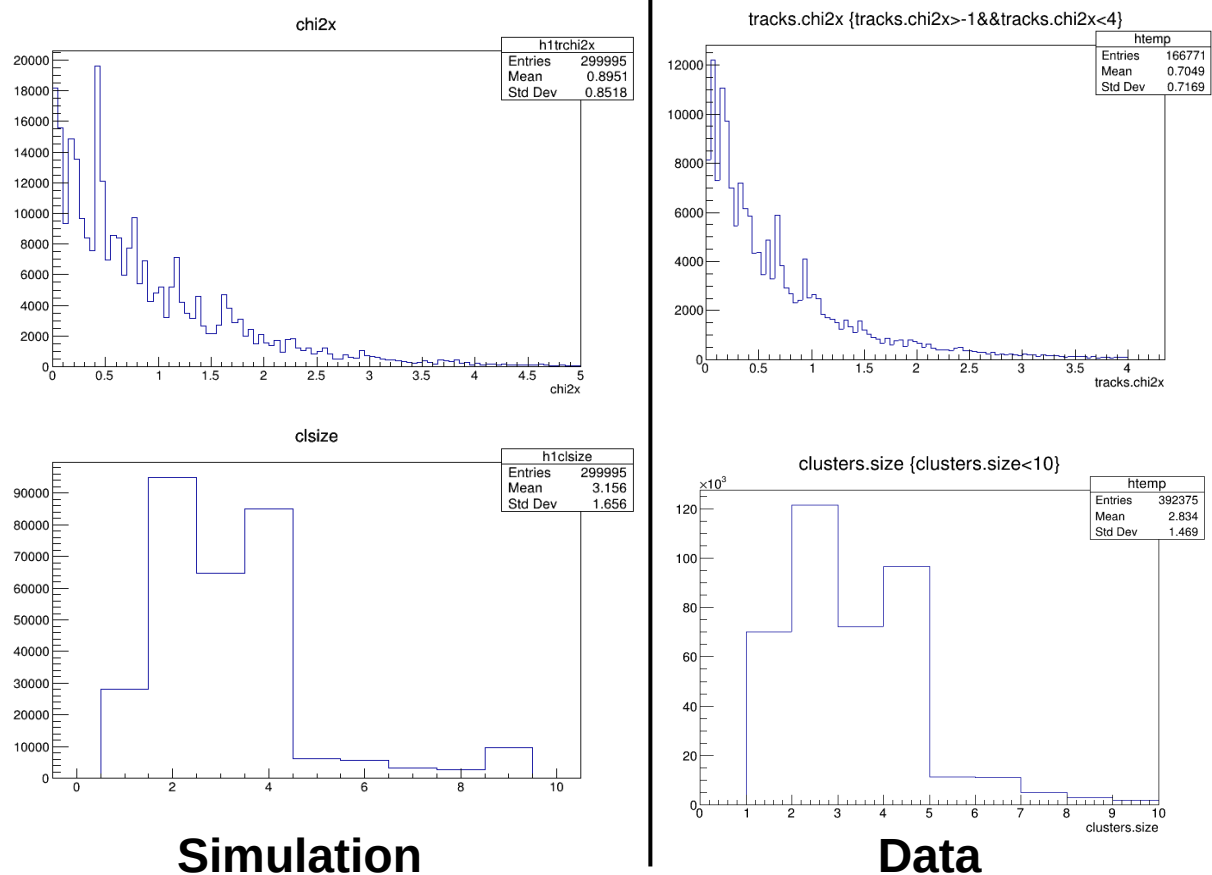 chi2x
h1trchi2x
Entries 299995
Mean 0.8951
Std Dev 0.8518
20000
18000
16000
14000
12000
10000
8000
6000
4000
2000
0
0 0.5 1 1.5 2 2.5 3 3.5 4 4.5 5
chi2x
clsize
h1clsize
Entries 299995
Mean 3.156
Std Dev 1.656
90000
80000
70000
60000
50000
40000
30000
20000
10000
0
0 2 4 6 8 10
Simulation
tracks.chi2x {tracks.chi2x>-1&&tracks.chi2x<4}
htemp
Entries 166771
Mean 0.7049
Std Dev 0.7169
12000
10000
8000
6000
4000
2000
0
0 0.5 1 1.5 2 2.5 3 3.5 4
tracks.chi2x
clusters.size {clusters.size<10}
×10³
htemp
Entries 392375
Mean 2.834
Std Dev 1.469
120
100
80
60
40
20
0
0 1 2 3 4 5 6 7 8 9 10
clusters.size
Data